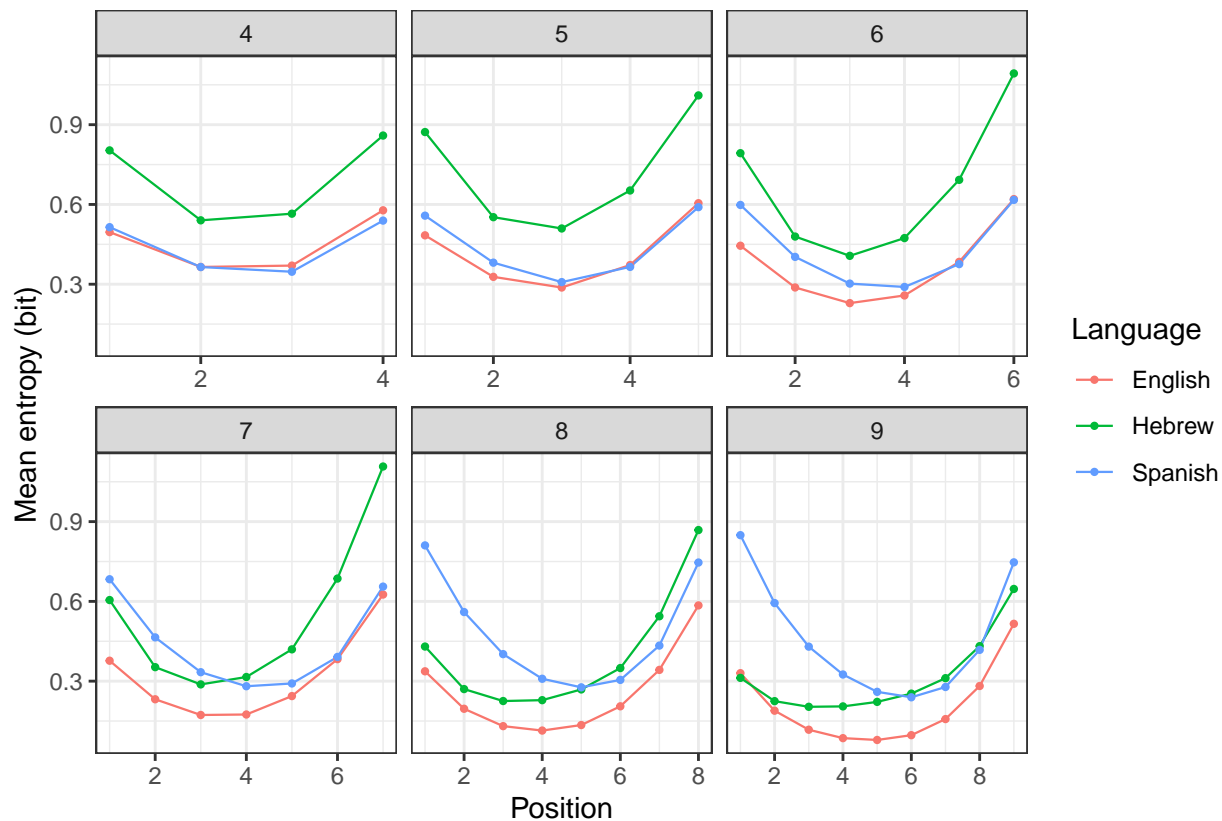 4 5 6
0.9
0.6
0.3
2 4 2 4 2 4 6
7 8 9
0.9
0.6
0.3
2 4 6 2 4 6 8 2 4 6 8
Mean entropy (bit)
Position
Language
English
Hebrew
Spanish